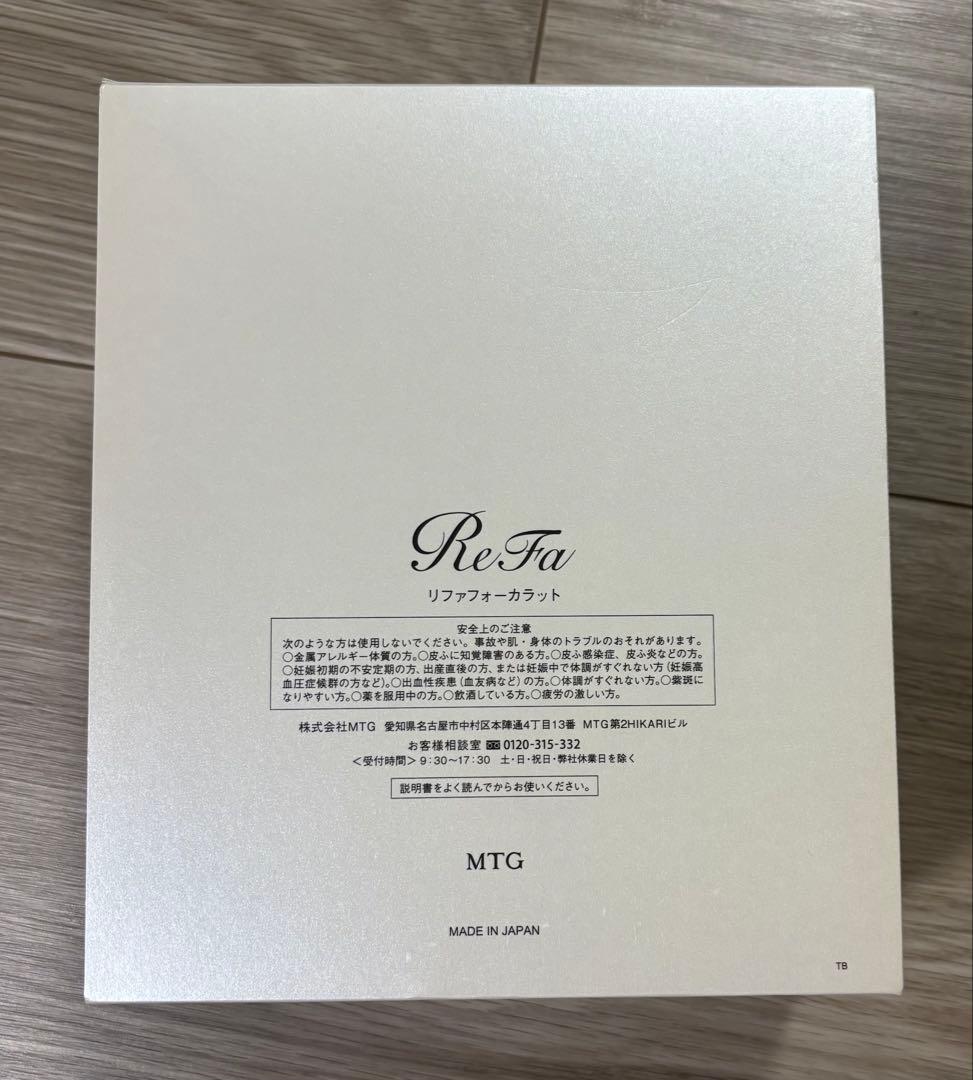 ReFa
リファフォーカラット
安全上のご注意
次のような方は使用しないでください。事故や肌・身体のトラブルのおそれがあります。
○金属アレルギー体質の方。○皮ふに知覚障害のある方。○皮ふ感染症、皮ふ炎などの方。
○妊娠初期の不安定期の方、出産直後の方、または妊娠中で体調がすぐれない方（妊娠高
血圧症候群の方など）。○出血性疾患（血友病など）の方。○体調がすぐれない方。○紫斑に
なりやすい方。○薬を服用中の方。○飲酒している方。○疲労の激しい方。
株式会社MTG 愛知県名古屋市中村区本陣通4丁目13番 MTG第2HIKARIビル
お客様相談室 0120-315-332
＜受付時間＞9:30〜17:30 土・日・祝日・弊社休業日を除く
説明書をよく読んでからお使いください。
MTG
MADE IN JAPAN
TB